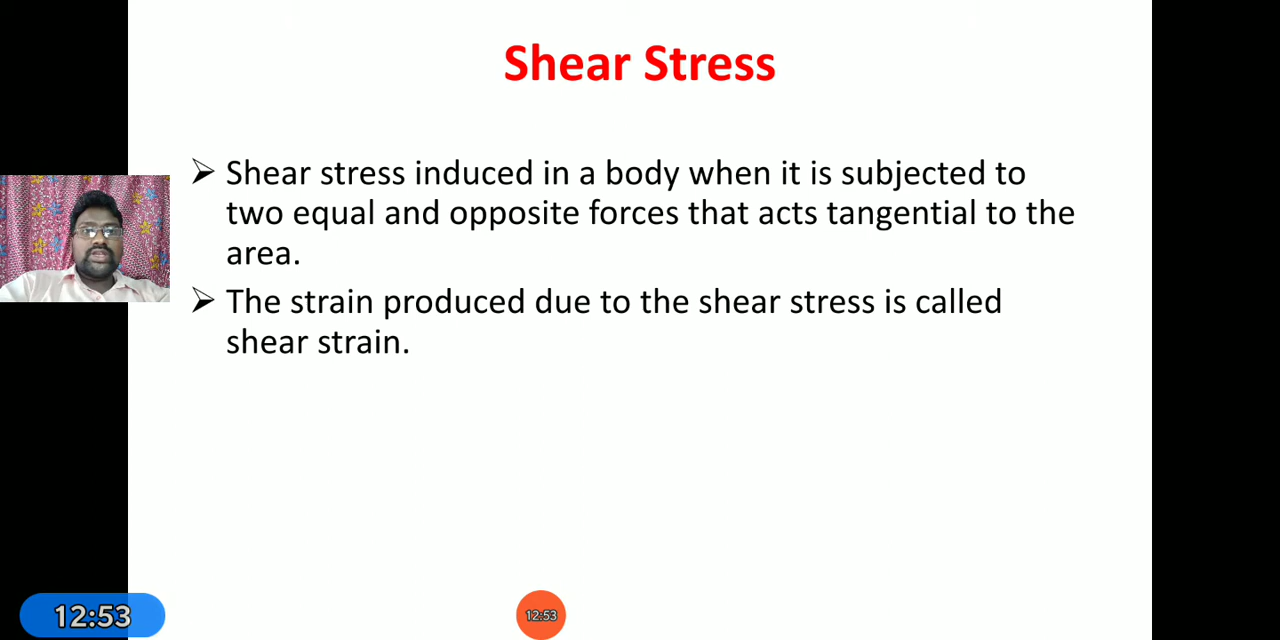 Shear Stress
Shear stress induced in a body when it is subjected to
two equal and opposite forces that acts tangential to the
area.
The strain produced due to the shear stress is called
shear strain.
12:53
12:53